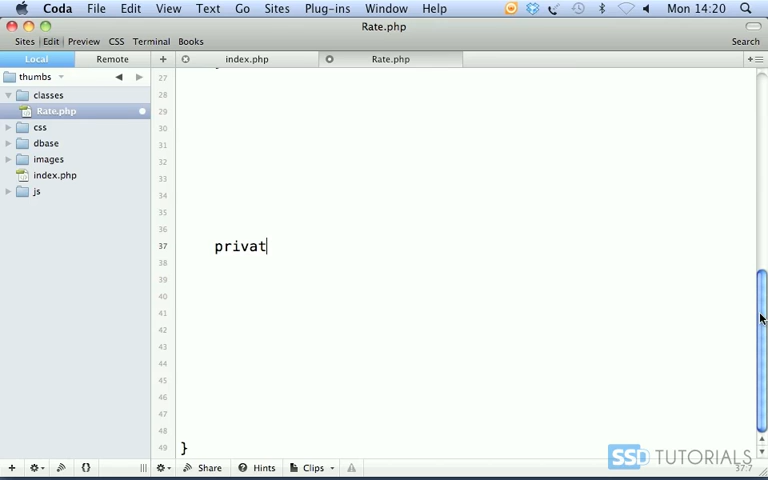 Coda File Edit View Text Go Sites Plug-ins Window Help Mon 14:20
Rate.php
Sites Edit Preview CSS Terminal Books Search
Local Remote + index.php Rate.php
thumbs
classes
Rate.php
css
dbase
images
index.php
js
27
28
29
30
31
32
33
34
35
36
37 privat
38
39
40
41
42
43
44
45
46
47
48
49 }
Share Hints Clips 37:7
SSD TUTORIALS